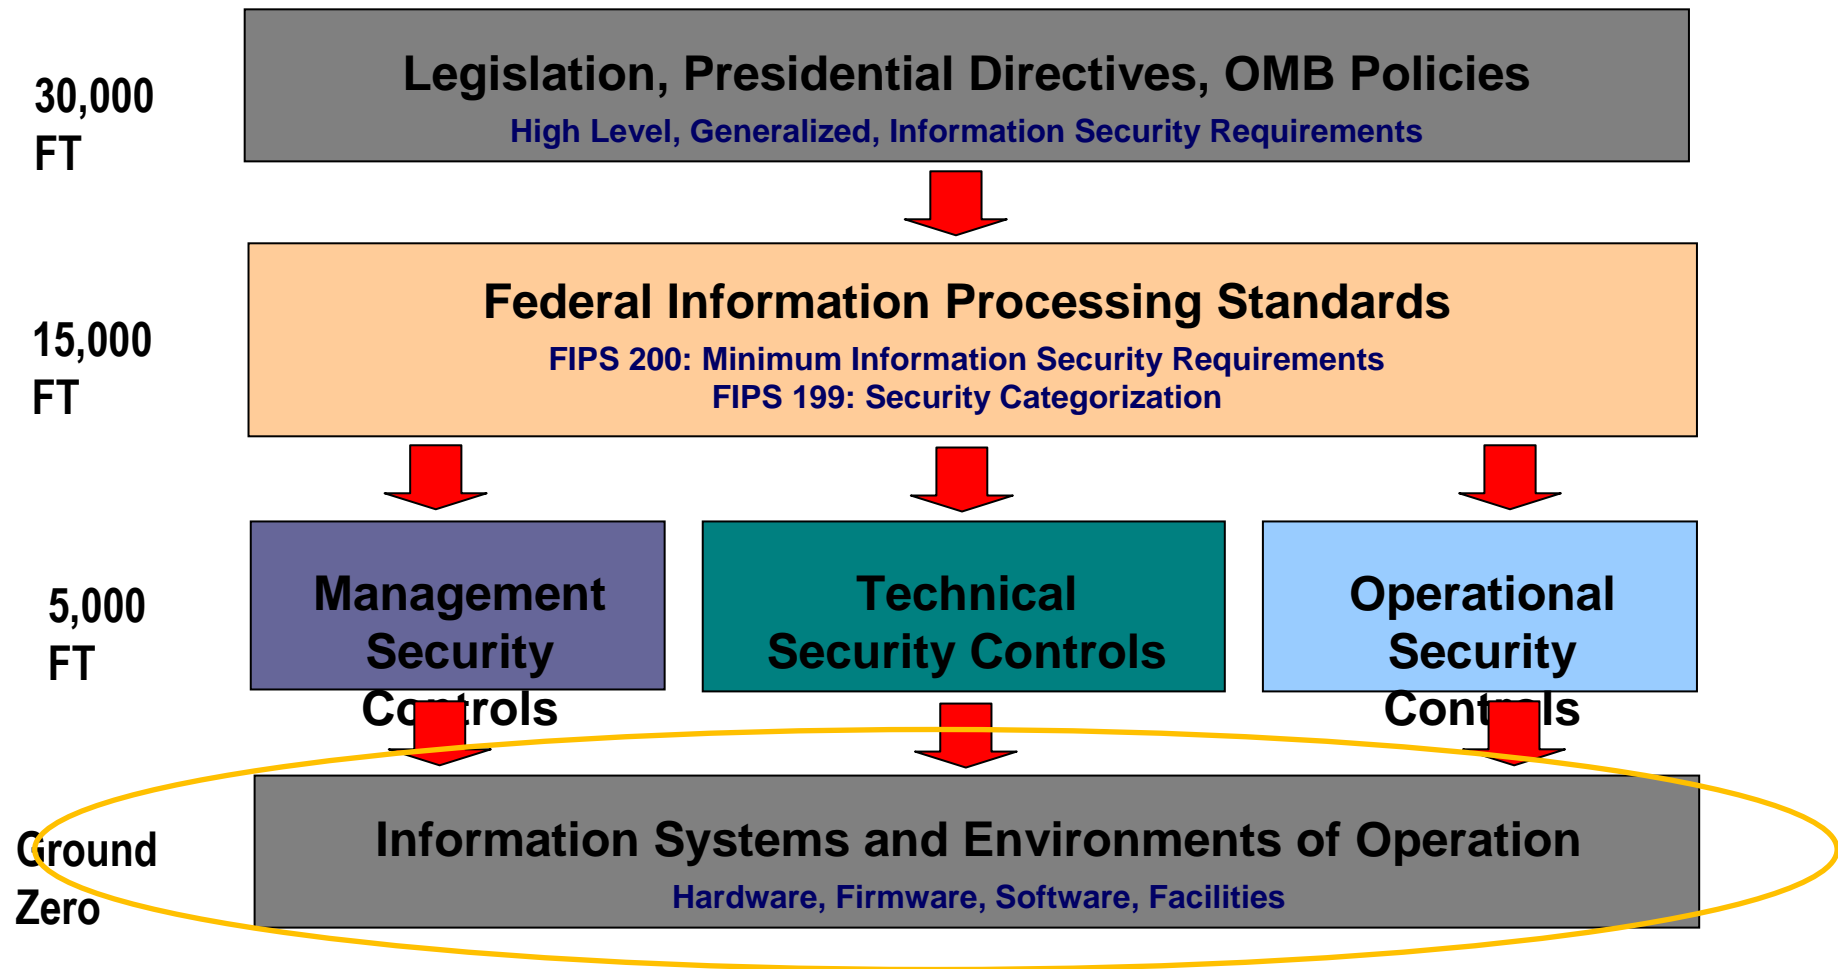 30,000
FT
Legislation, Presidential Directives, OMB Policies
High Level, Generalized, Information Security Requirements
15,000
FT
Federal Information Processing Standards
FIPS 200: Minimum Information Security Requirements
FIPS 199: Security Categorization
5,000
FT
Management
Security
Controls
Technical
Security Controls
Operational
Security
Controls
Ground
Zero
Information Systems and Environments of Operation
Hardware, Firmware, Software, Facilities